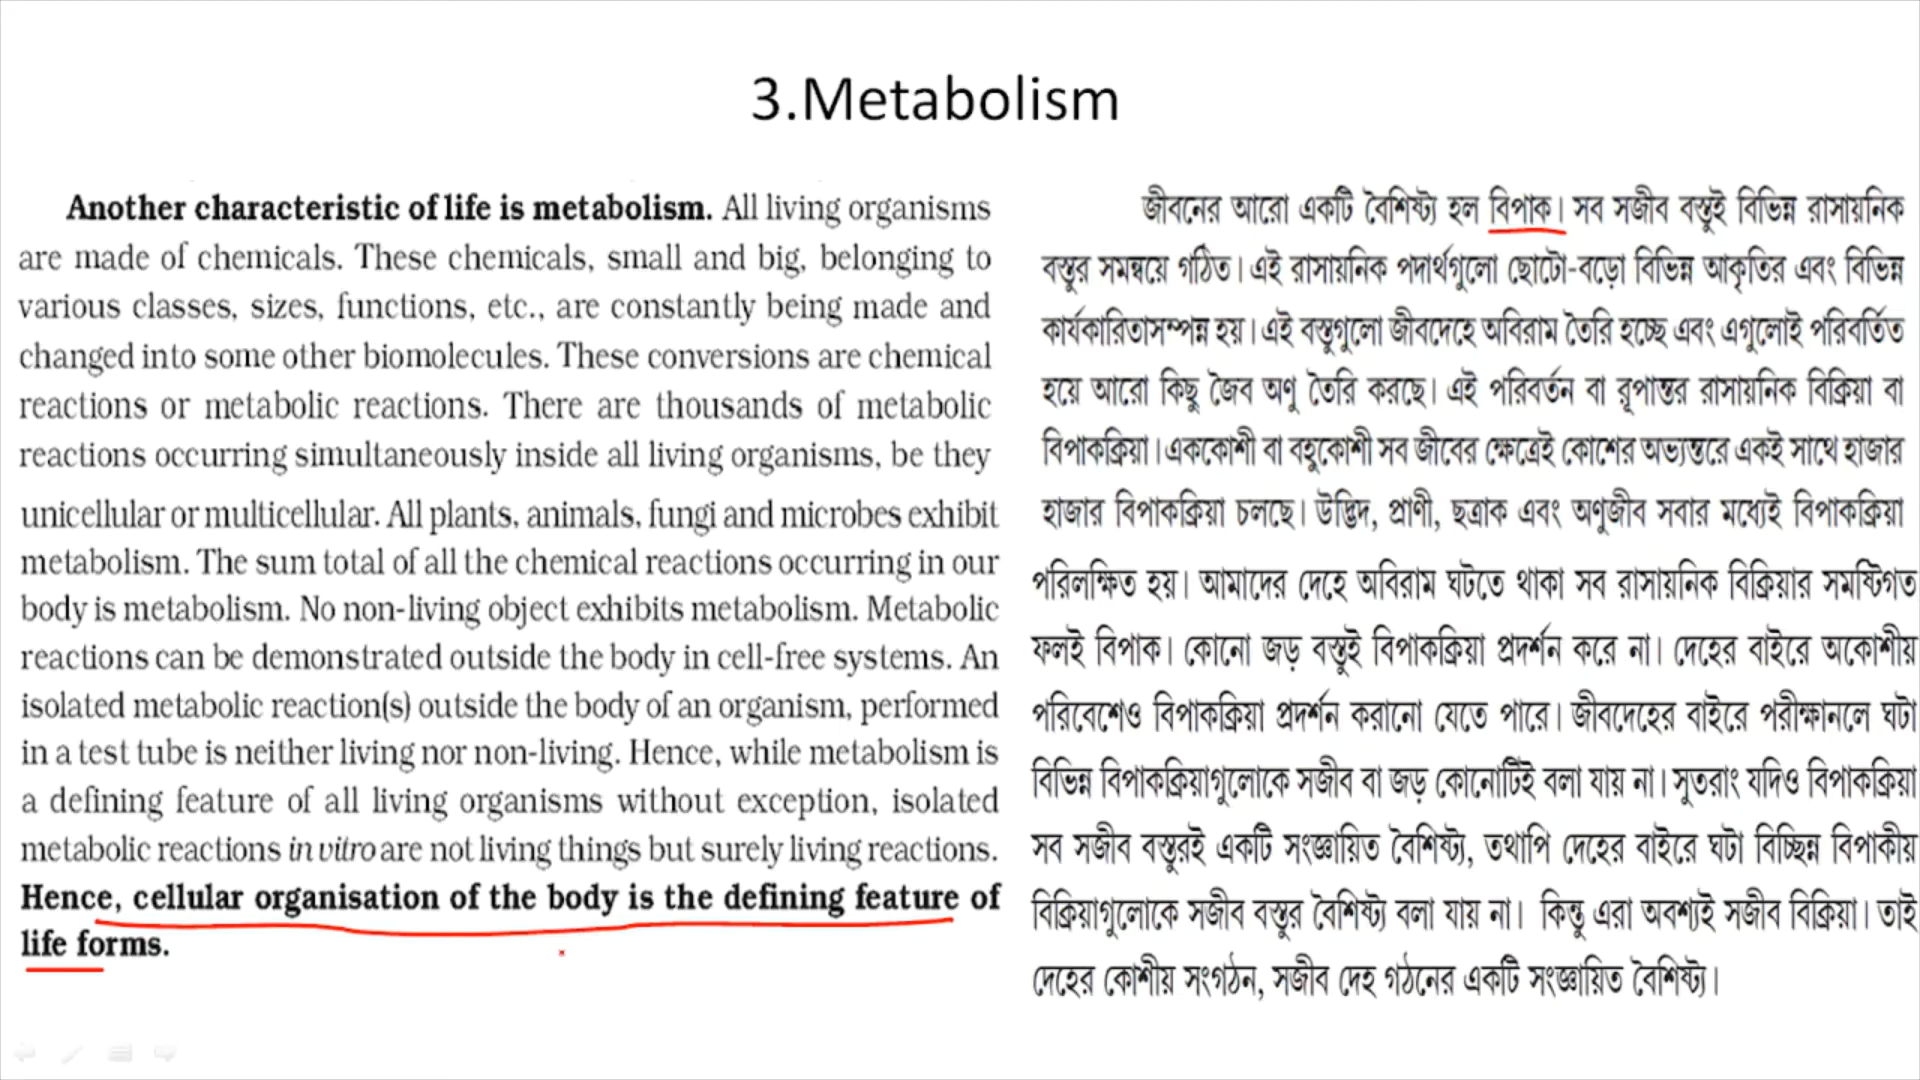 3.Metabolism
Another characteristic of life is metabolism. All living organisms
are made of chemicals. These chemicals, small and big, belonging to
various classes, sizes, functions, etc., are constantly being made and
changed into some other biomolecules. These conversions are chemical
reactions or metabolic reactions. There are thousands of metabolic
reactions occurring simultaneously inside all living organisms, be they
unicellular or multicellular. All plants, animals, fungi and microbes exhibit
metabolism. The sum total of all the chemical reactions occurring in our
body is metabolism. No non-living object exhibits metabolism. Metabolic
reactions can be demonstrated outside the body in cell-free systems. An
isolated metabolic reaction(s) outside the body of an organism, performed
in a test tube is neither living nor non-living. Hence, while metabolism is
a defining feature of all living organisms without exception, isolated
metabolic reactions in vitro are not living things but surely living reactions.
Hence, cellular organisation of the body is the defining feature of
life forms.
জীবনের আরো একটি বৈশিষ্ট্য হল বিপাক। সব সজীব বস্তুই বিভিন্ন রাসায়নিক
বস্তুর সমন্বয়ে গঠিত। এই রাসায়নিক পদার্থগুলো ছোটো-বড়ো বিভিন্ন আকৃতির এবং বিভিন্ন
কার্যকারিতাসম্পন্ন হয়। এই বস্তুগুলো জীবদেহে অবিরাম তৈরি হচ্ছে এবং এগুলোই পরিবর্তিত
হয়ে আরো কিছু জৈব অণু তৈরি করছে। এই পরিবর্তন বা রূপান্তর রাসায়নিক বিক্রিয়া বা
বিপাকক্রিয়া। এককোশী বা বহুকোশী সব জীবের ক্ষেত্রেই কোশের অভ্যন্তরে একই সাথে হাজার
হাজার বিপাকক্রিয়া চলছে। উদ্ভিদ, প্রাণী, ছত্রাক এবং অণুজীব সবার মধ্যেই বিপাকক্রিয়া
পরিলক্ষিত হয়। আমাদের দেহে অবিরাম ঘটতে থাকা সব রাসায়নিক বিক্রিয়ার সমষ্টিগত
ফলই বিপাক। কোনো জড় বস্তুই বিপাকক্রিয়া প্রদর্শন করে না। দেহের বাইরে অকোশীয়
পরিবেশেও বিপাকক্রিয়া প্রদর্শন করানো যেতে পারে। জীবদেহের বাইরে পরীক্ষানলে ঘটা
বিভিন্ন বিপাকক্রিয়াগুলোকে সজীব বা জড় কোনোটিই বলা যায় না। সুতরাং যদিও বিপাকক্রিয়া
সব সজীব বস্তুরই একটি সংজ্ঞায়িত বৈশিষ্ট্য, তথাপি দেহের বাইরে ঘটা বিচ্ছিন্ন বিপাকীয়
বিক্রিয়াগুলোকে সজীব বস্তুর বৈশিষ্ট্য বলা যায় না। কিন্তু এরা অবশ্যই সজীব বিক্রিয়া। তাই
দেহের কোশীয় সংগঠন, সজীব দেহ গঠনের একটি সংজ্ঞায়িত বৈশিষ্ট্য।